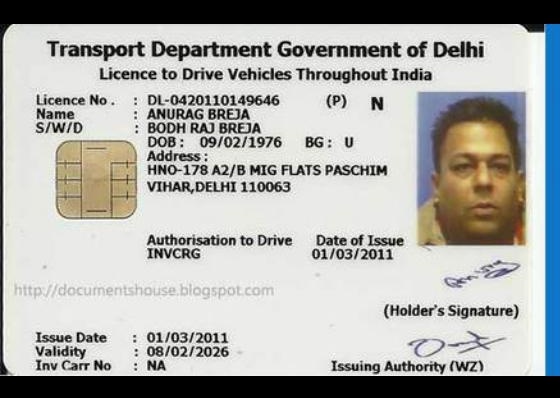 Transport Department Government of Delhi
Licence to Drive Vehicles Throughout India
Licence No. : DL-0420110149646 (P) N
Name : ANURAG BREJA
S/W/D : BODH RAJ BREJA
DOB: 09/02/1976 BG: U
Address :
HNO-178 A2/B MIG FLATS PASCHIM
VIHAR,DELHI 110063
Authorisation to Drive Date of Issue
INVCRG 01/03/2011
http://documentshouse.blogspot.com
(Holder's Signature)
Issue Date : 01/03/2011
Validity : 08/02/2026
Inv Carr No : NA Issuing Authority (WZ)